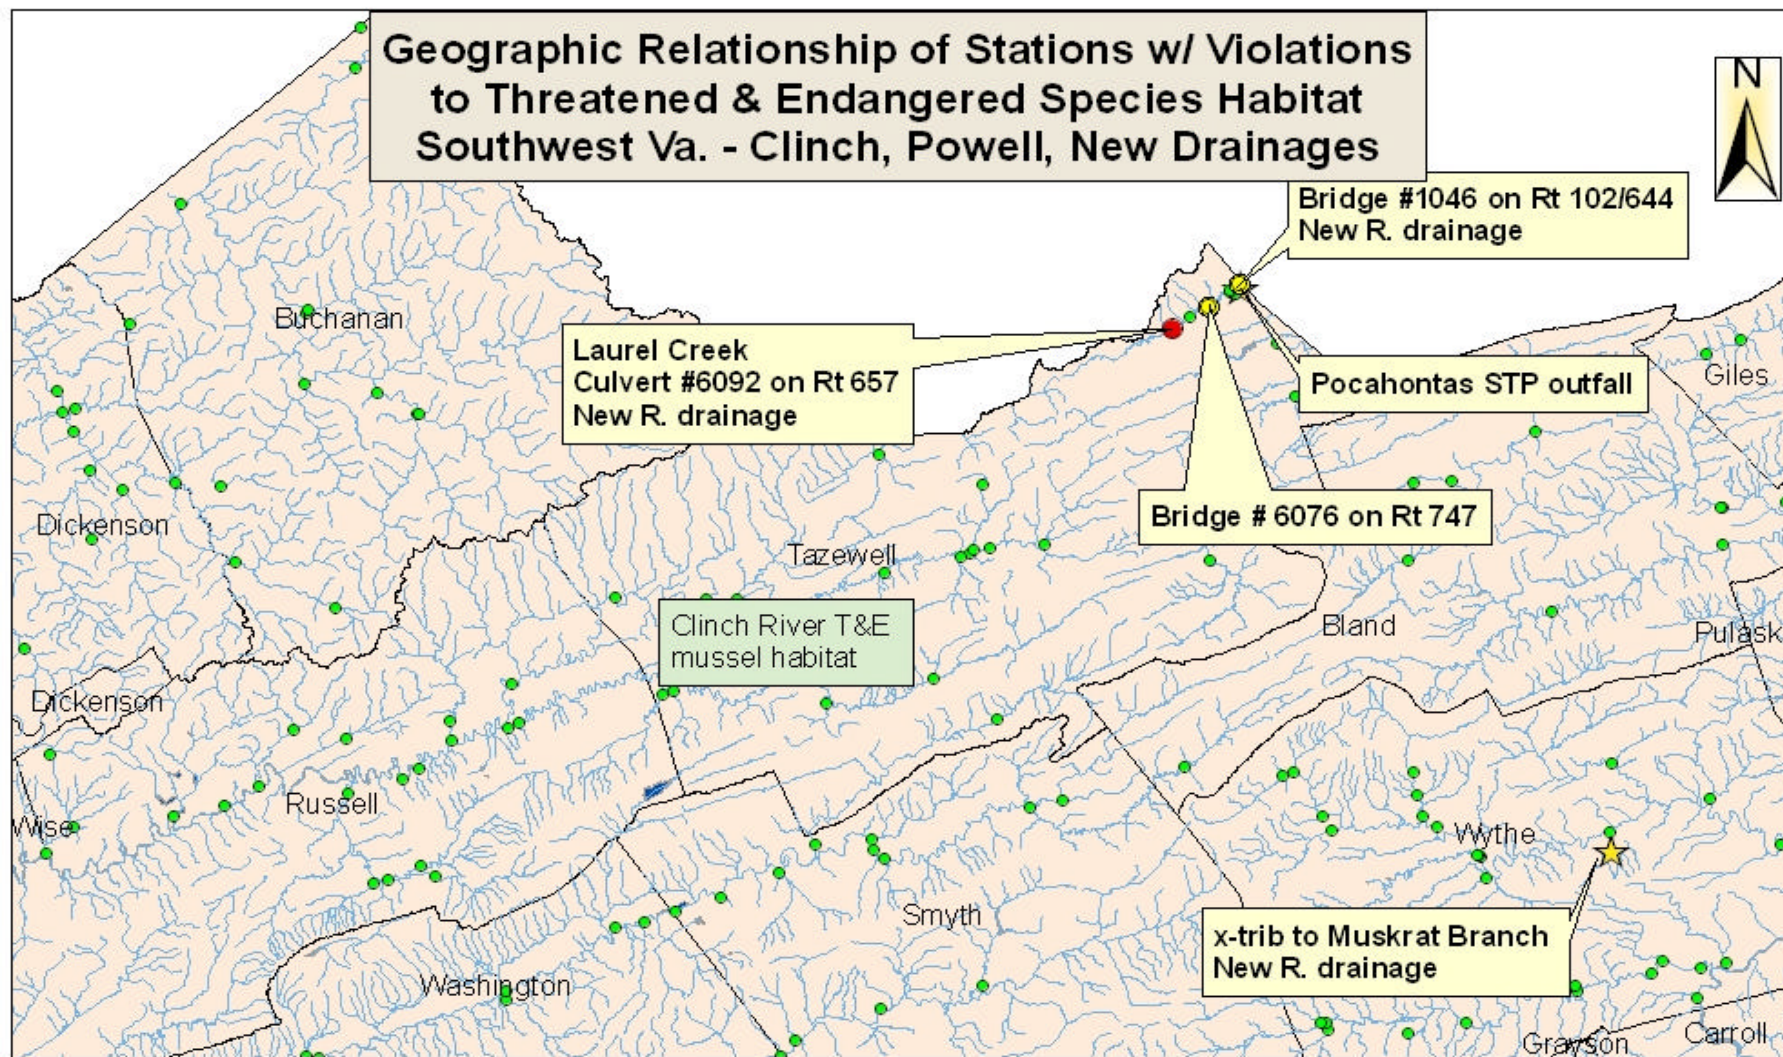 Geographic Relationship of Stations w/ Violations
to Threatened & Endangered Species Habitat
Southwest Va. - Clinch, Powell, New Drainages
N
Bridge #1046 on Rt 102/644
New R. drainage
Buchanan
Laurel Creek
Culvert #6092 on Rt 657
New R. drainage
Giles
Pocahontas STP outfall
Bridge # 6076 on Rt 747
Dickenson
Tazewell
Clinch River T&E
mussel habitat
Bland
Pulask
Dickenson
Russell
Wise
Wythe
Smyth
x-trib to Muskrat Branch
New R. drainage
Washington
Grayson
Carroll